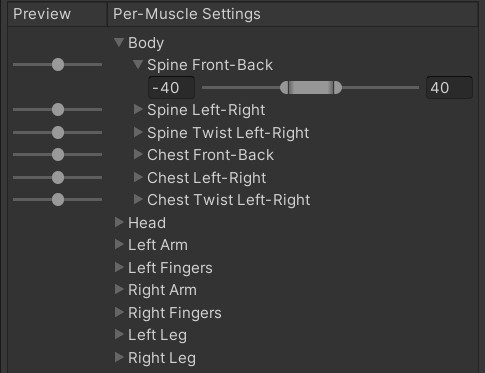 Preview Per-Muscle Settings
Body
Spine Front-Back
-40 40
Spine Left-Right
Spine Twist Left-Right
Chest Front-Back
Chest Left-Right
Chest Twist Left-Right
Head
Left Arm
Left Fingers
Right Arm
Right Fingers
Left Leg
Right Leg